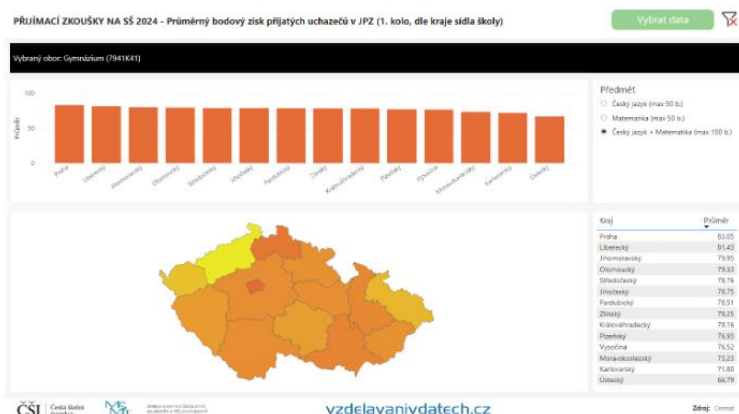 PŘIJÍMACÍ ZKOUŠKY NA SŠ 2024 - Průměrný bodový zisk přijatých uchazečů v JPZ (1. kolo, dle kraje sídla školy)
Vybrat data
Vybraný obor: Gymnázium (7941K41)
100
50
0
Průměr
Praha
Liberecký
Jihomoravský
Olomoucký
Středočeský
Jihočeský
Pardubický
Zlínský
Královéhradecký
Plzeňský
Vysočina
Moravskoslezský
Karlovarský
Ústecký
Předmět
Český jazyk (max 50 b.)
Matematika (max 50 b.)
Český jazyk + Matematika (max 100 b.)
Kraj Průměr
Praha 83.05
Liberecký 81.43
Jihomoravský 79.95
Olomoucký 79.33
Středočeský 78.76
Jihočeský 78.75
Pardubický 78.51
Zlínský 78.25
Královéhradecký 78.16
Plzeňský 76.93
Vysočina 76.52
Moravskoslezský 73.23
Karlovarský 71.80
Ústecký 66.79
ČŠI Česká školní
vzdelavanivdatech.cz
Zdroj: Cermat